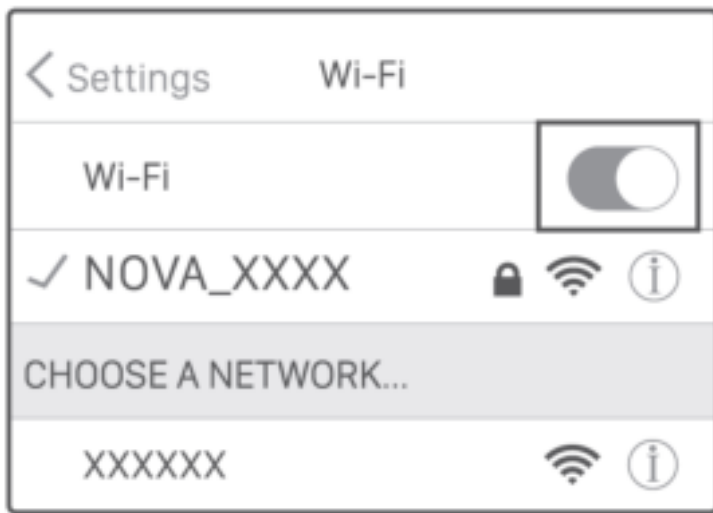 Settings Wi-Fi
Wi-Fi
NOVA_XXXX
CHOOSE A NETWORK...
XXXXXX